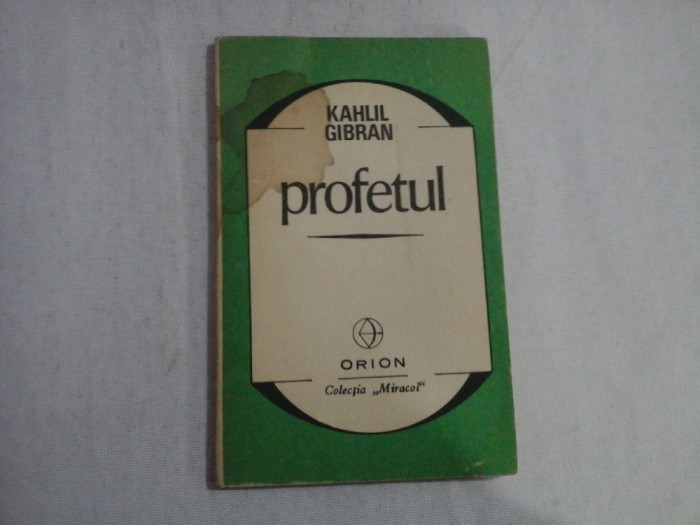 KAHLIL
GIBRAN
profetul
ORION
Colecția „Miracol“